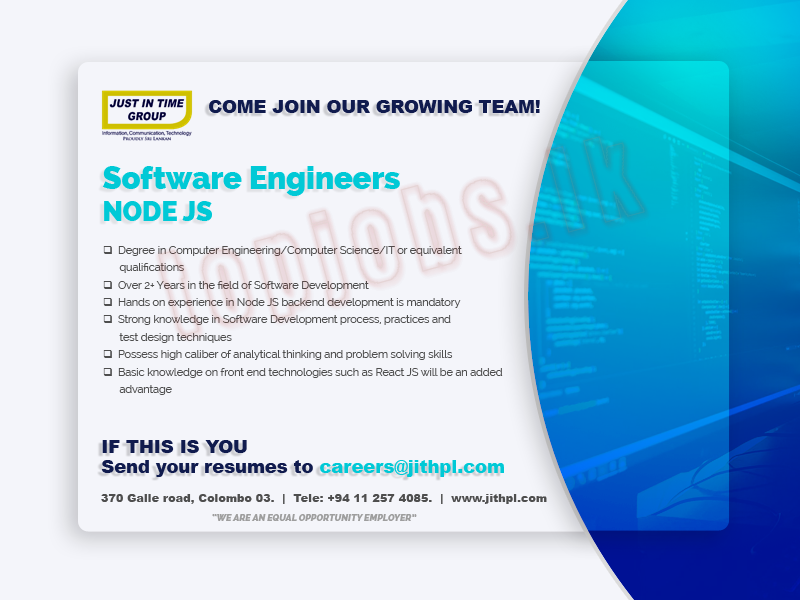 JUST IN TIME
GROUP
Information, Communication, Technology
PROUDLY SRI LANKAN
COME JOIN OUR GROWING TEAM!
Software Engineers
NODE JS
❑ Degree in Computer Engineering/Computer Science/IT or equivalent
qualifications
❑ Over 2+ Years in the field of Software Development
❑ Hands on experience in Node JS backend development is mandatory
❑ Strong knowledge in Software Development process, practices and
test design techniques
❑ Possess high caliber of analytical thinking and problem solving skills
❑ Basic knowledge on front end technologies such as React JS will be an added
advantage
topjobs.lk
IF THIS IS YOU
Send your resumes to careers@jithpl.com
370 Galle road, Colombo 03. | Tele: +94 11 257 4085. | www.jithpl.com
"WE ARE AN EQUAL OPPORTUNITY EMPLOYER"